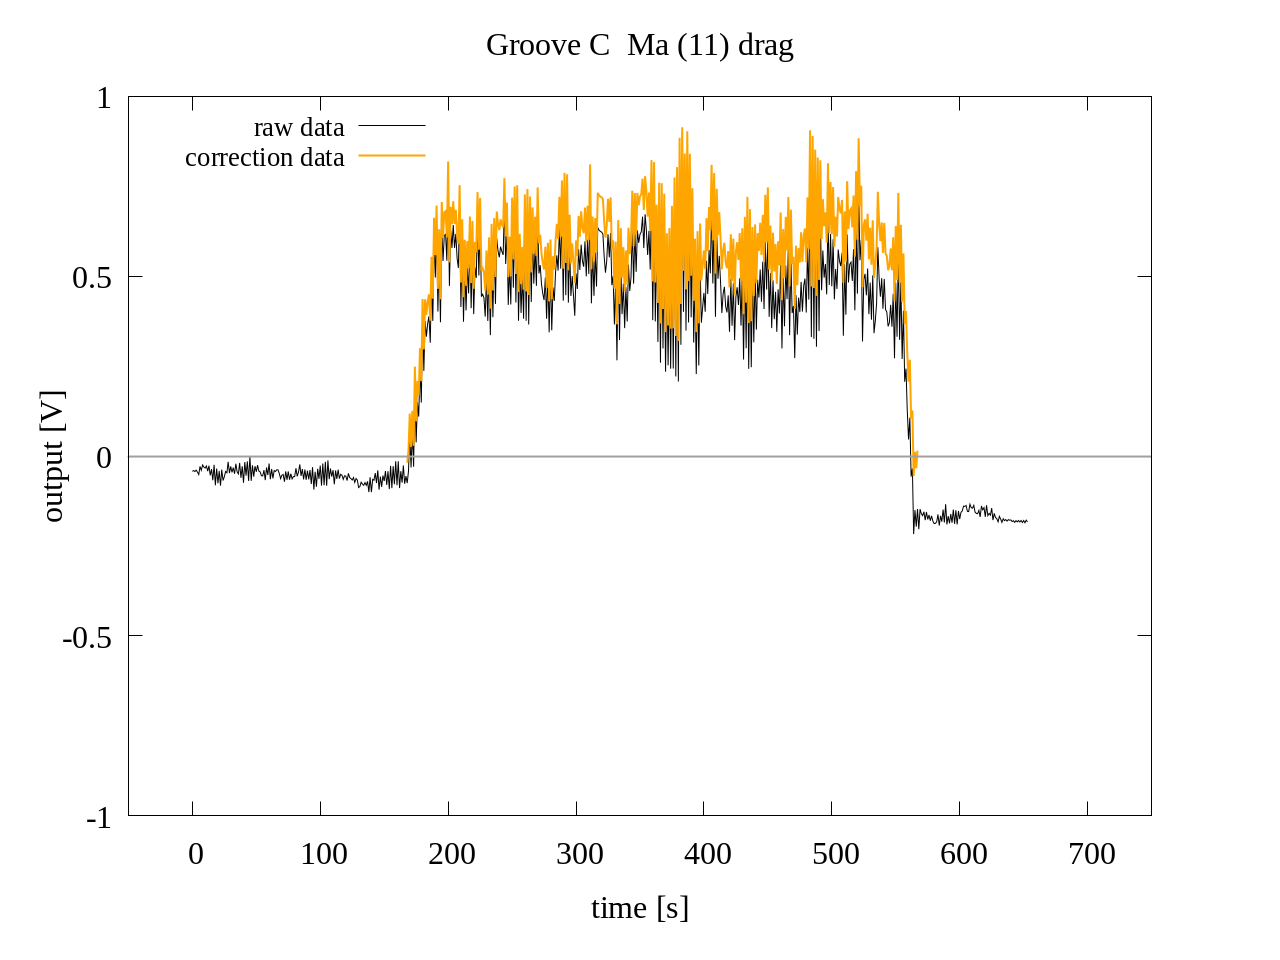 Groove C  Ma (11) drag
raw data
correction data
1
0.5
0
-0.5
-1
output [V]
0 100 200 300 400 500 600 700
time [s]